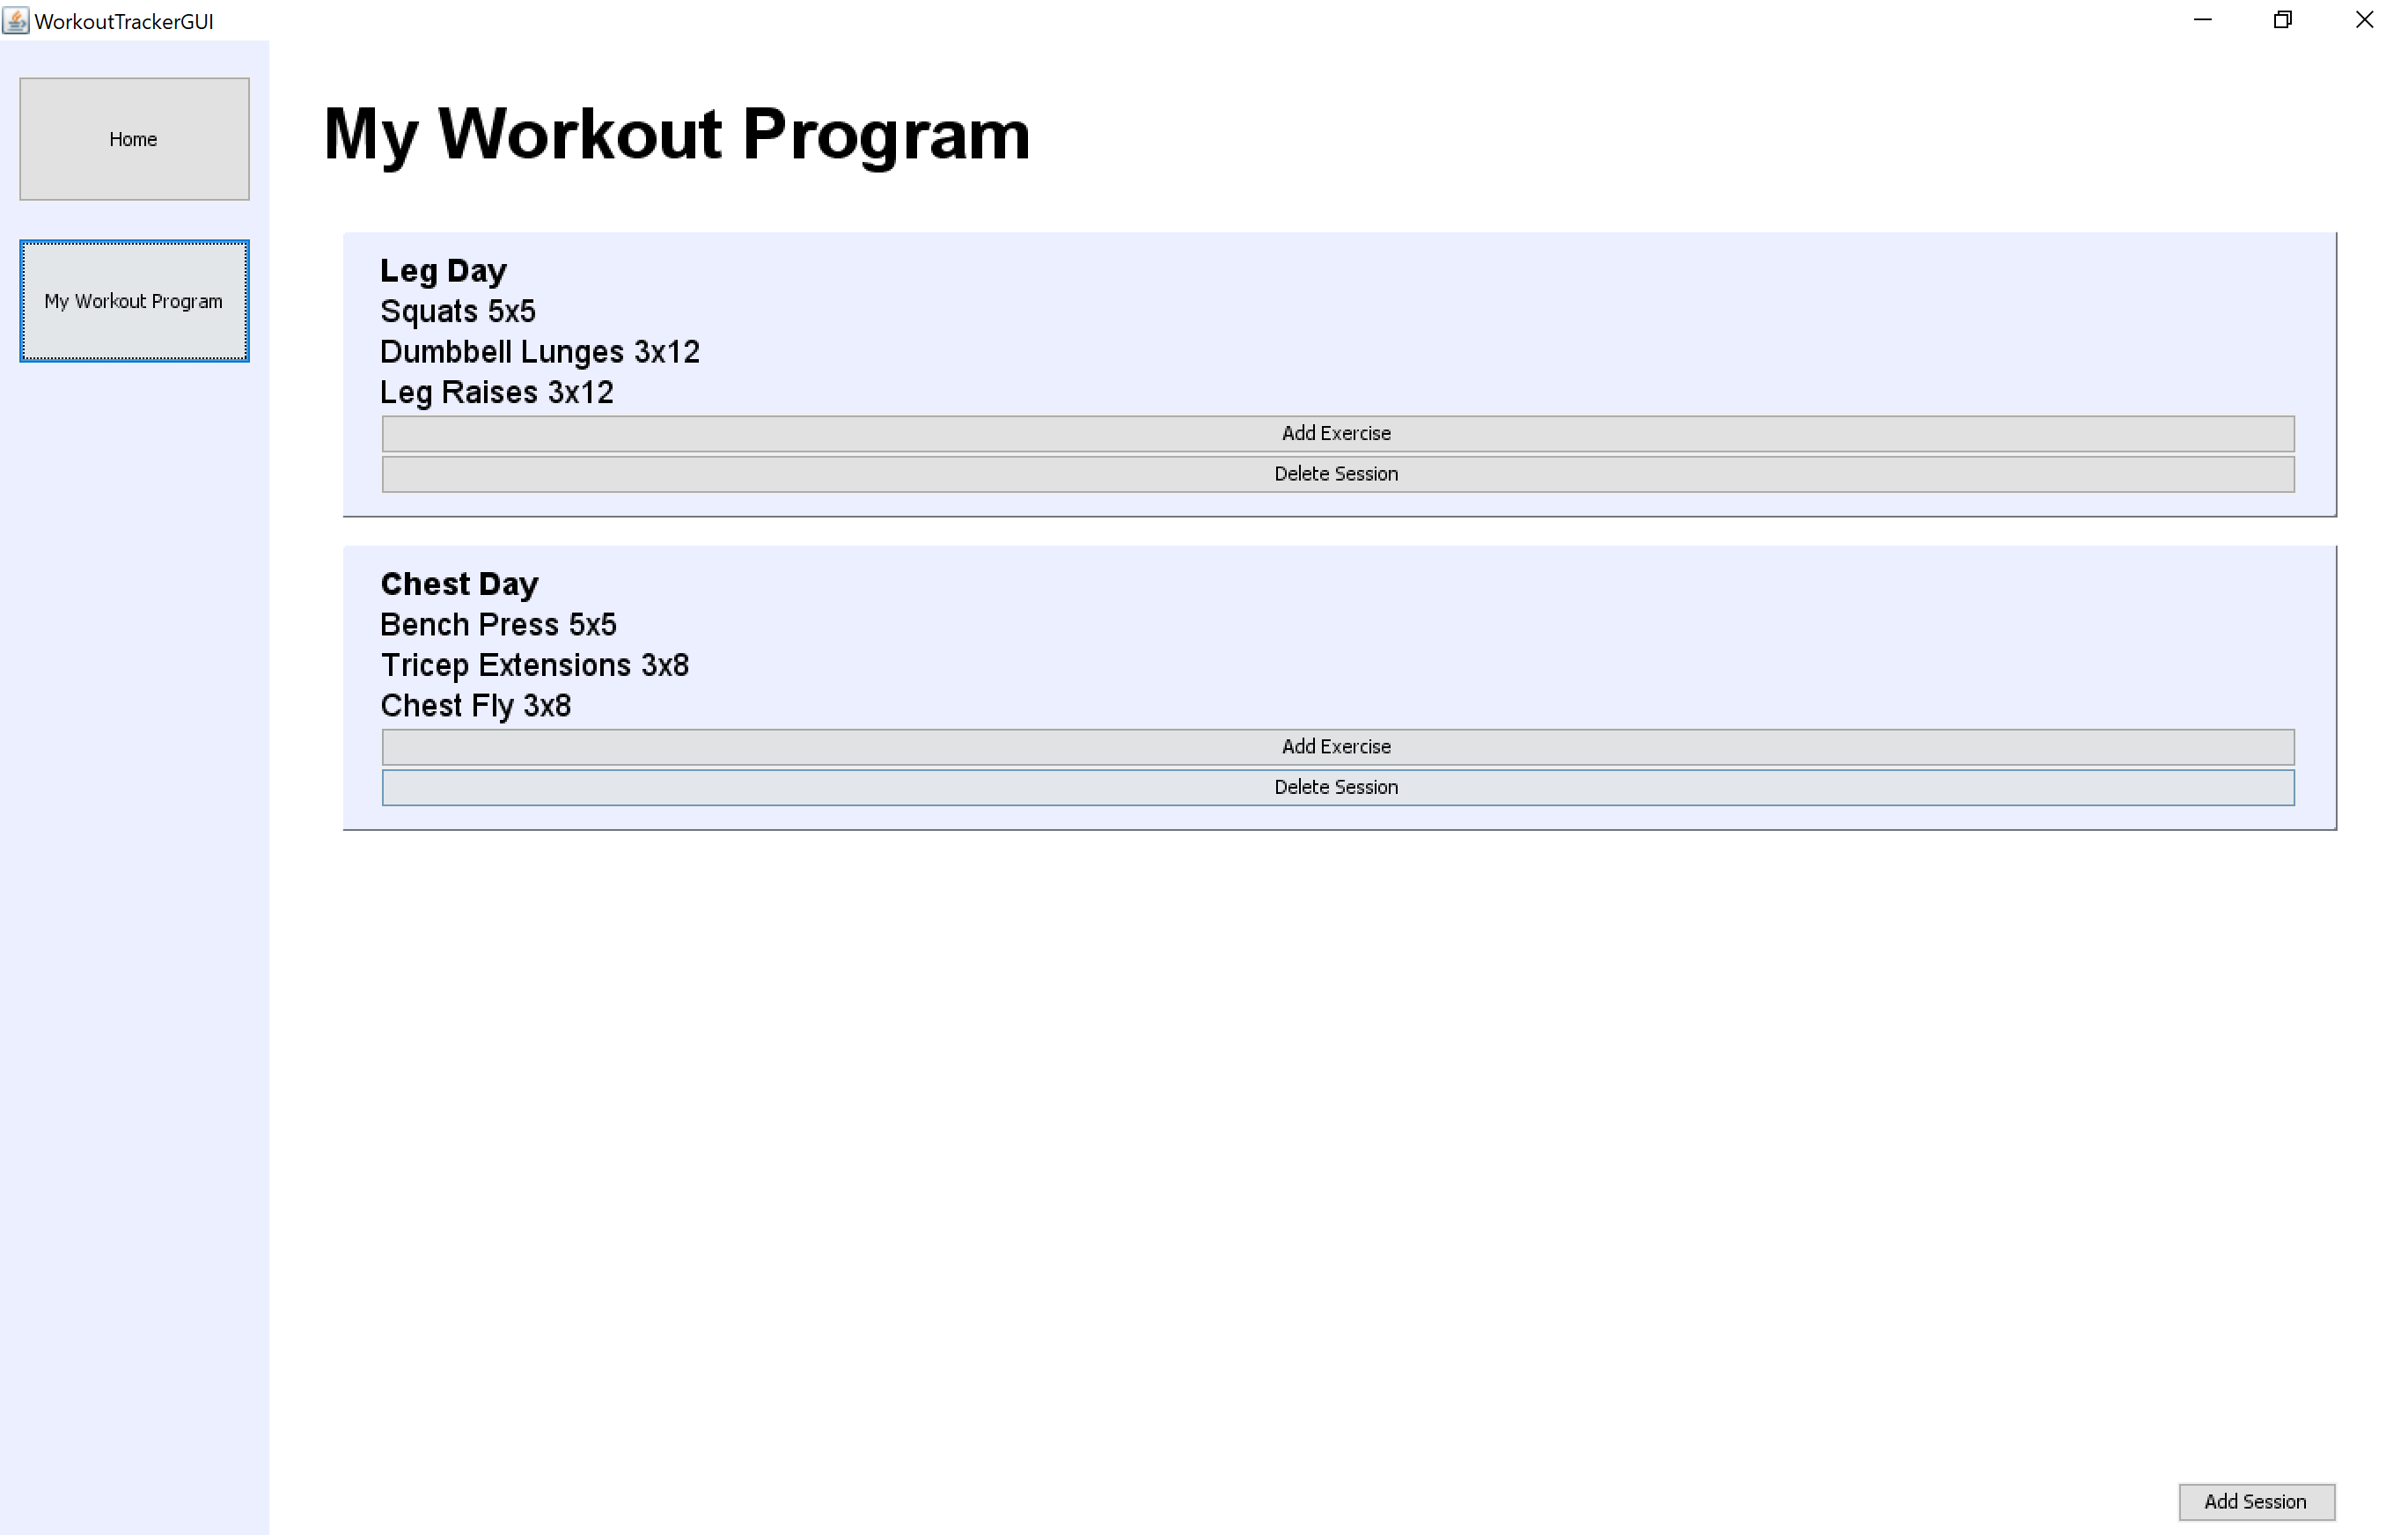 WorkoutTrackerGUI
Home
My Workout Program
My Workout Program
Leg Day
Squats 5x5
Dumbbell Lunges 3x12
Leg Raises 3x12
Add Exercise
Delete Session
Chest Day
Bench Press 5x5
Tricep Extensions 3x8
Chest Fly 3x8
Add Exercise
Delete Session
Add Session